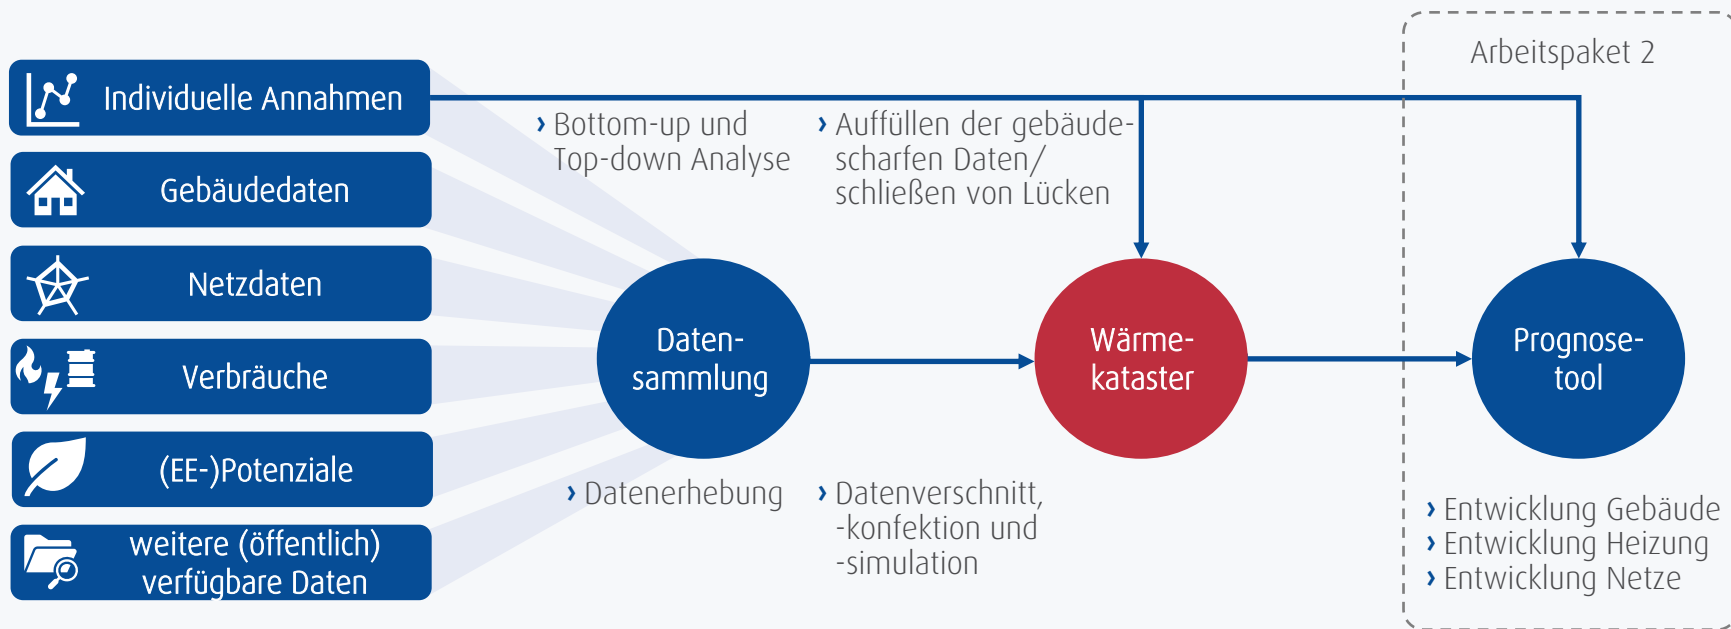 Arbeitspaket 2
Individuelle Annahmen
Gebäudedaten
Netzdaten
Verbräuche
(EE-)Potenziale
weitere (öffentlich)
verfügbare Daten
› Bottom-up und
Top-down Analyse
› Auffüllen der gebäude-
scharfen Daten/
schließen von Lücken
Daten-
sammlung
Wärme-
kataster
Prognose-
tool
› Datenerhebung
› Datenverschnitt,
-konfektion und
-simulation
› Entwicklung Gebäude
› Entwicklung Heizung
› Entwicklung Netze